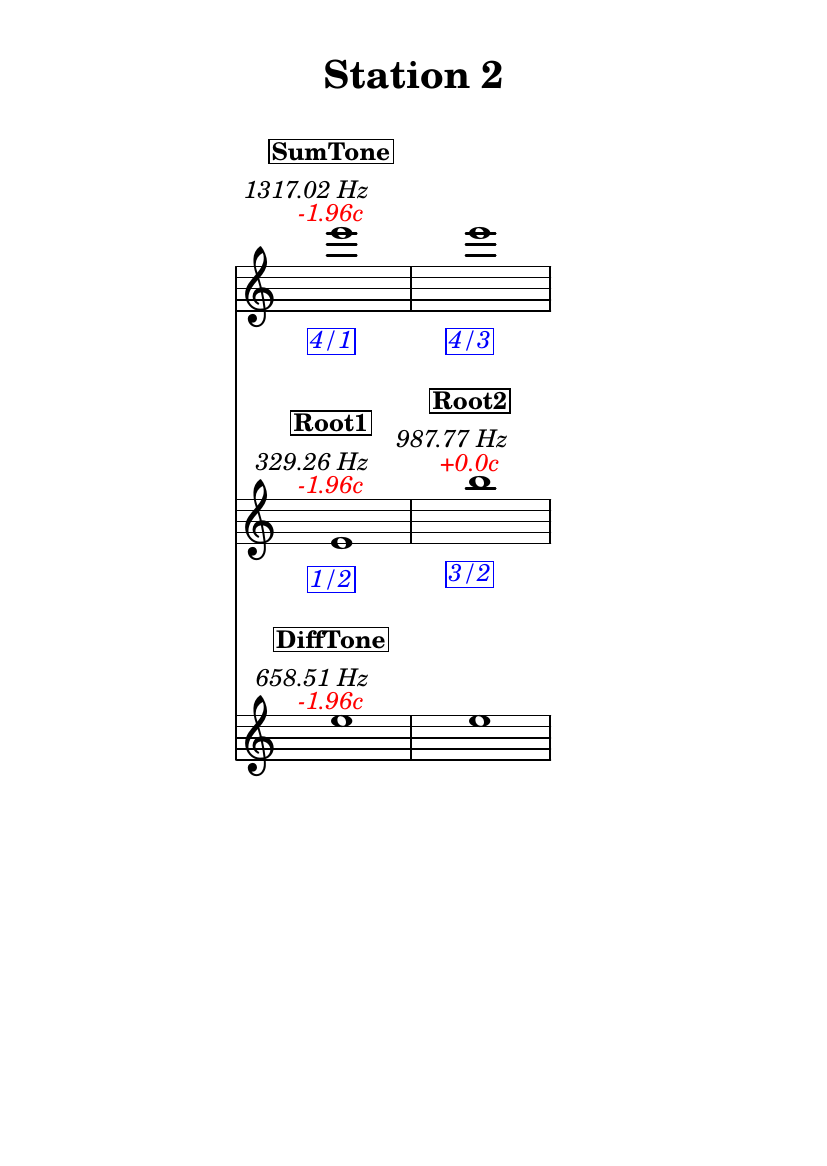 Station 2
SumTone
1317.02 Hz
-1.96c
4/1 4/3
Root1 Root2
329.26 Hz 987.77 Hz
-1.96c +0.0c
1/2 3/2
DiffTone
658.51 Hz
-1.96c